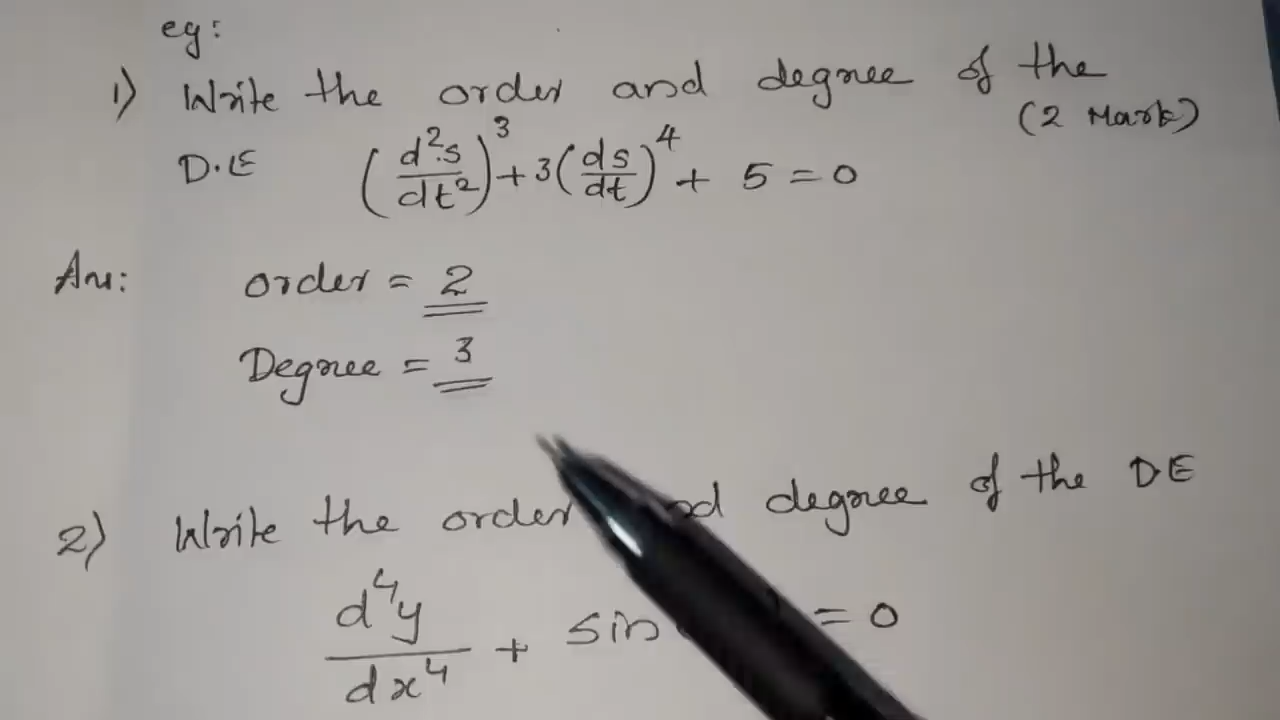 eg:
1) Write the order and degree of the
(2 Mark)
D.E (d²s/dt²)³ + 3(ds/dt)⁴ + 5 = 0
Ans: order = 2
Degree = 3
2) Write the order degree of the DE
d⁴y/dx⁴ + sin = 0